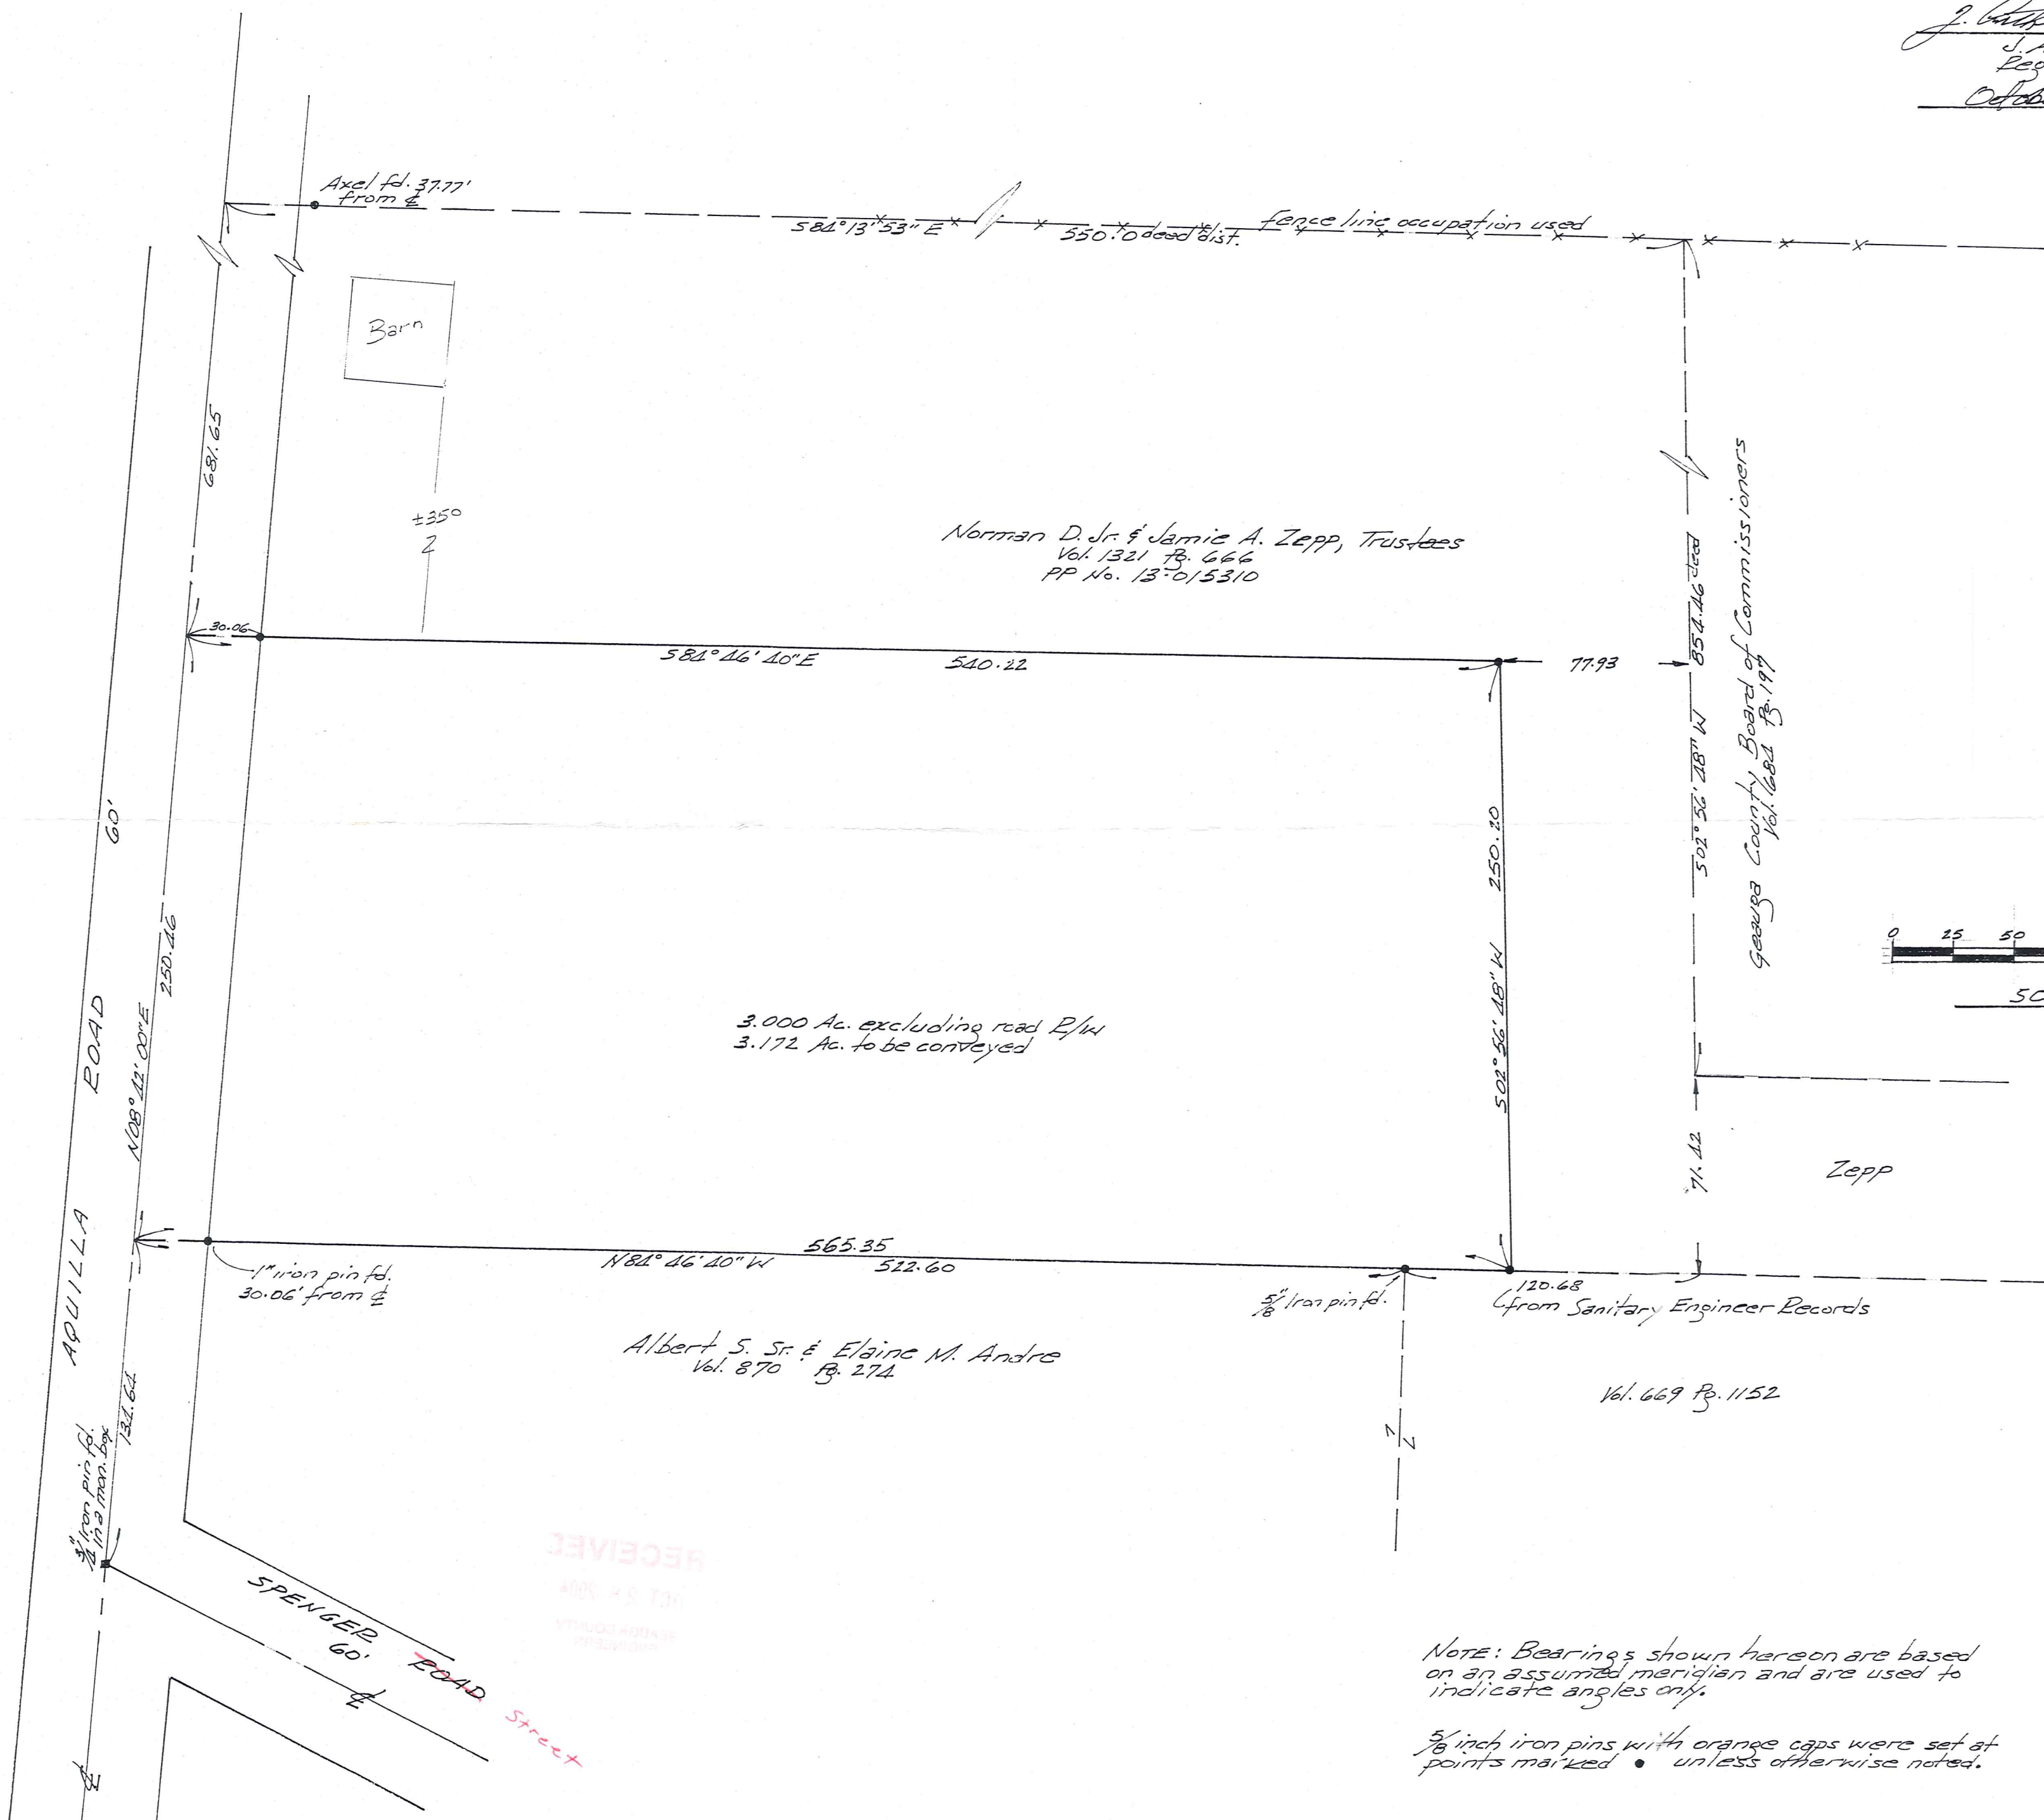 Axel fd. 37.77'
from ℄
S84°13'53" E
550.0 deed dist.
fence line occupation used
Barn
681.65
±350
Norman D. Jr. & Jamie A. Zepp, Trustees
Vol. 1321 Pg. 666
PP No. 13-015310
854.46 deed
S02°56'48" W
Geauga County Board of Commissioners
Vol. 1684 Pg. 197
30.06
S84°46'40"E 540.22
77.93
60'
250.46
N08°42'00"E
AQUILLA ROAD
S02°56'48" W 250.20
0 25 50
3.000 Ac. excluding road R/W
3.172 Ac. to be conveyed
71.42
Zepp
565.35
N84°46'40" W 522.60
1" iron pin fd.
30.06' from ℄
5/8" Iron pin fd.
120.68
from Sanitary Engineer Records
Albert S. Sr. & Elaine M. Andre
Vol. 870 Pg. 274
Vol. 669 Pg. 1152
134.64
3/4" Iron pin fd.
in a mon. box
RECEIVED
SPENGER ROAD Street
60'
℄
℄
NOTE: Bearings shown hereon are based
on an assumed meridian and are used to
indicate angles only.
5/8 inch iron pins with orange caps were set at
points marked ● unless otherwise noted.